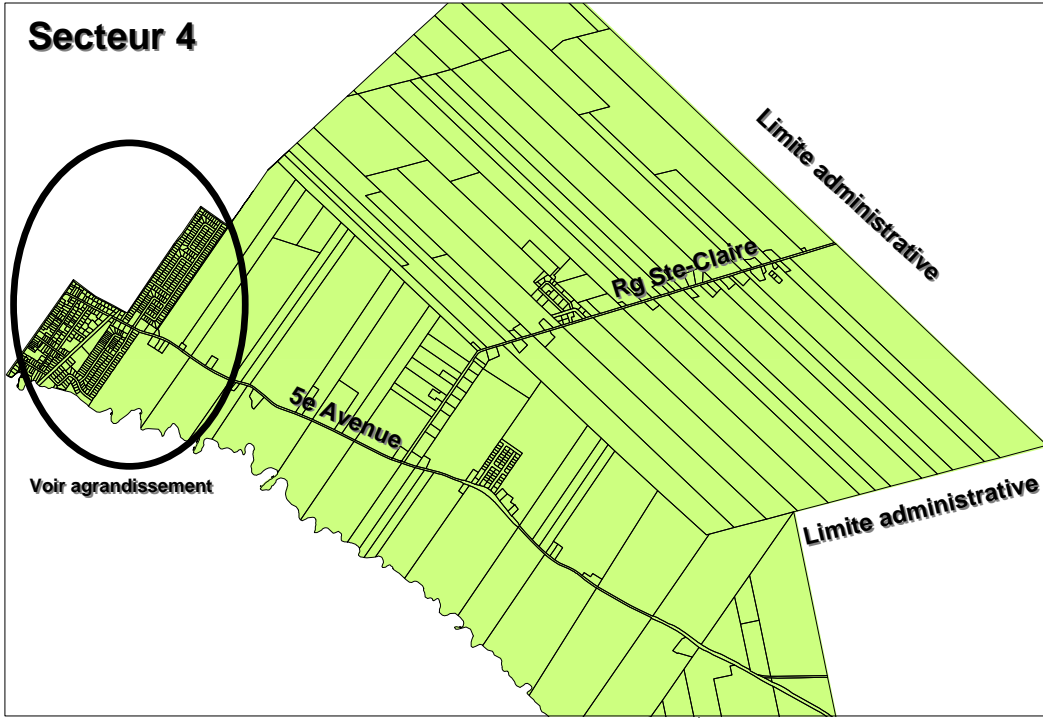 Secteur 4
Limite administrative
Rg Ste-Claire
5e Avenue
Voir agrandissement
Limite administrative